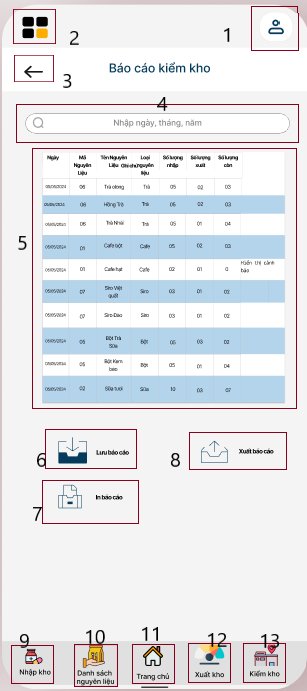 1
2
3
Báo cáo kiểm kho
4
Nhập ngày, tháng, năm
5
Ngày Mã Nguyên Liệu Tên Nguyên Liệu Ghi chú Loại nguyên liệu Số lượng nhập Số lượng xuất Số lượng còn
05/05/2024 06 Trà olong Trà 05 02 03
05/05/2024 06 Hồng Trà Trà 05 02 03
05/05/2024 06 Trà Nhài Trà 05 01 04
05/05/2024 01 Cafe bột Cafe 05 02 03
05/05/2024 01 Cafe hạt Cafe 02 01 0 Hiển thị cảnh báo
05/05/2024 07 Siro Việt quất Siro 03 01 02
05/05/2024 07 Siro Đào Siro 03 01 02
05/05/2024 05 Bột Trà Sữa Bột 05 03 02
05/05/2024 05 Bột Kem béo Bột 05 01 04
05/05/2024 02 Sữa tươi Sữa 10 03 07
6
Lưu báo cáo
8
Xuất báo cáo
7
In báo cáo
9
10
11
12
13
Nhập kho
Danh sách nguyên liệu
Trang chủ
Xuất kho
Kiểm kho